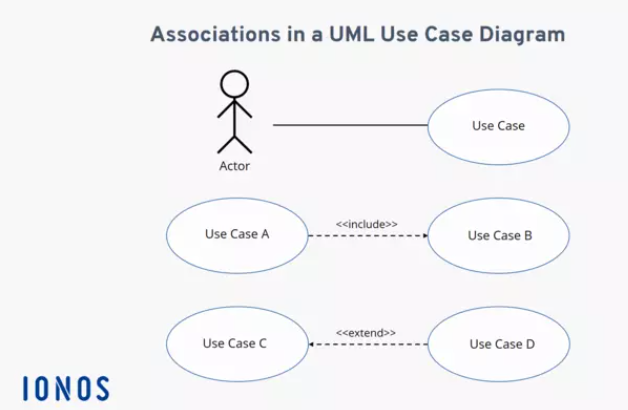 Associations in a UML Use Case Diagram
Use Case
Actor
<<include>>
Use Case A
Use Case B
<<extend>>
Use Case C
Use Case D
IONOS